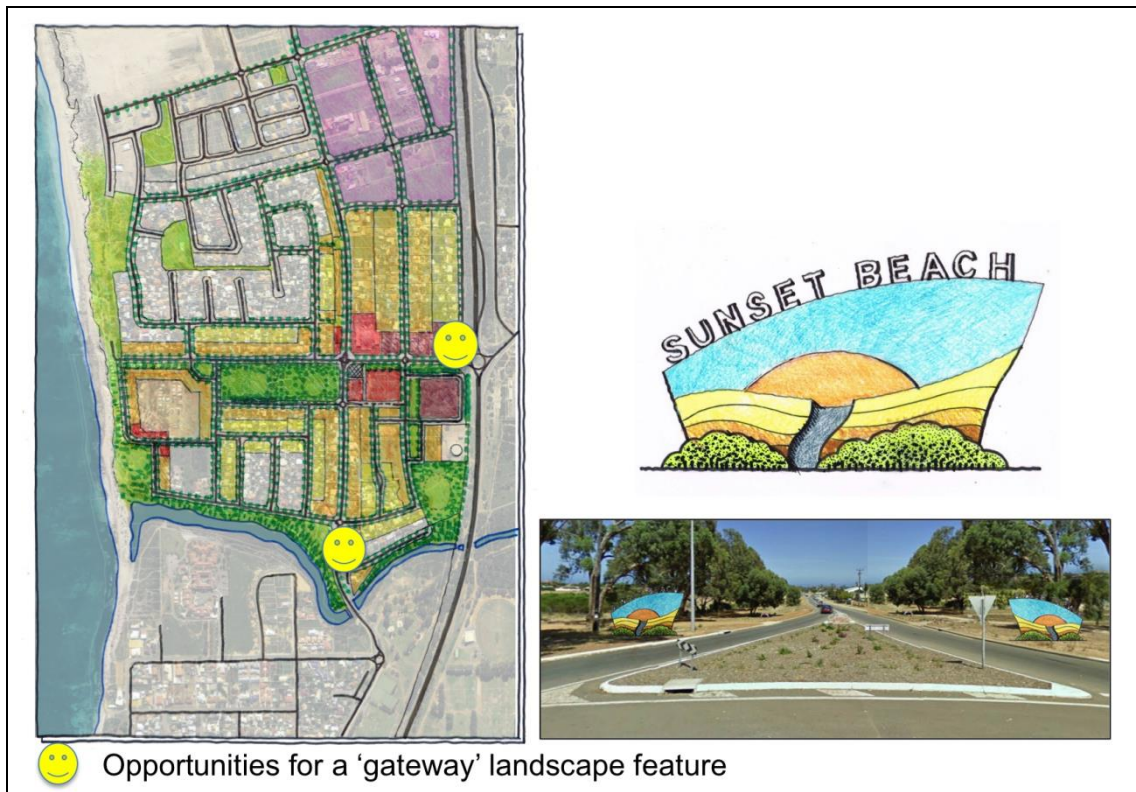 SUNSET BEACH
Opportunities for a ‘gateway’ landscape feature